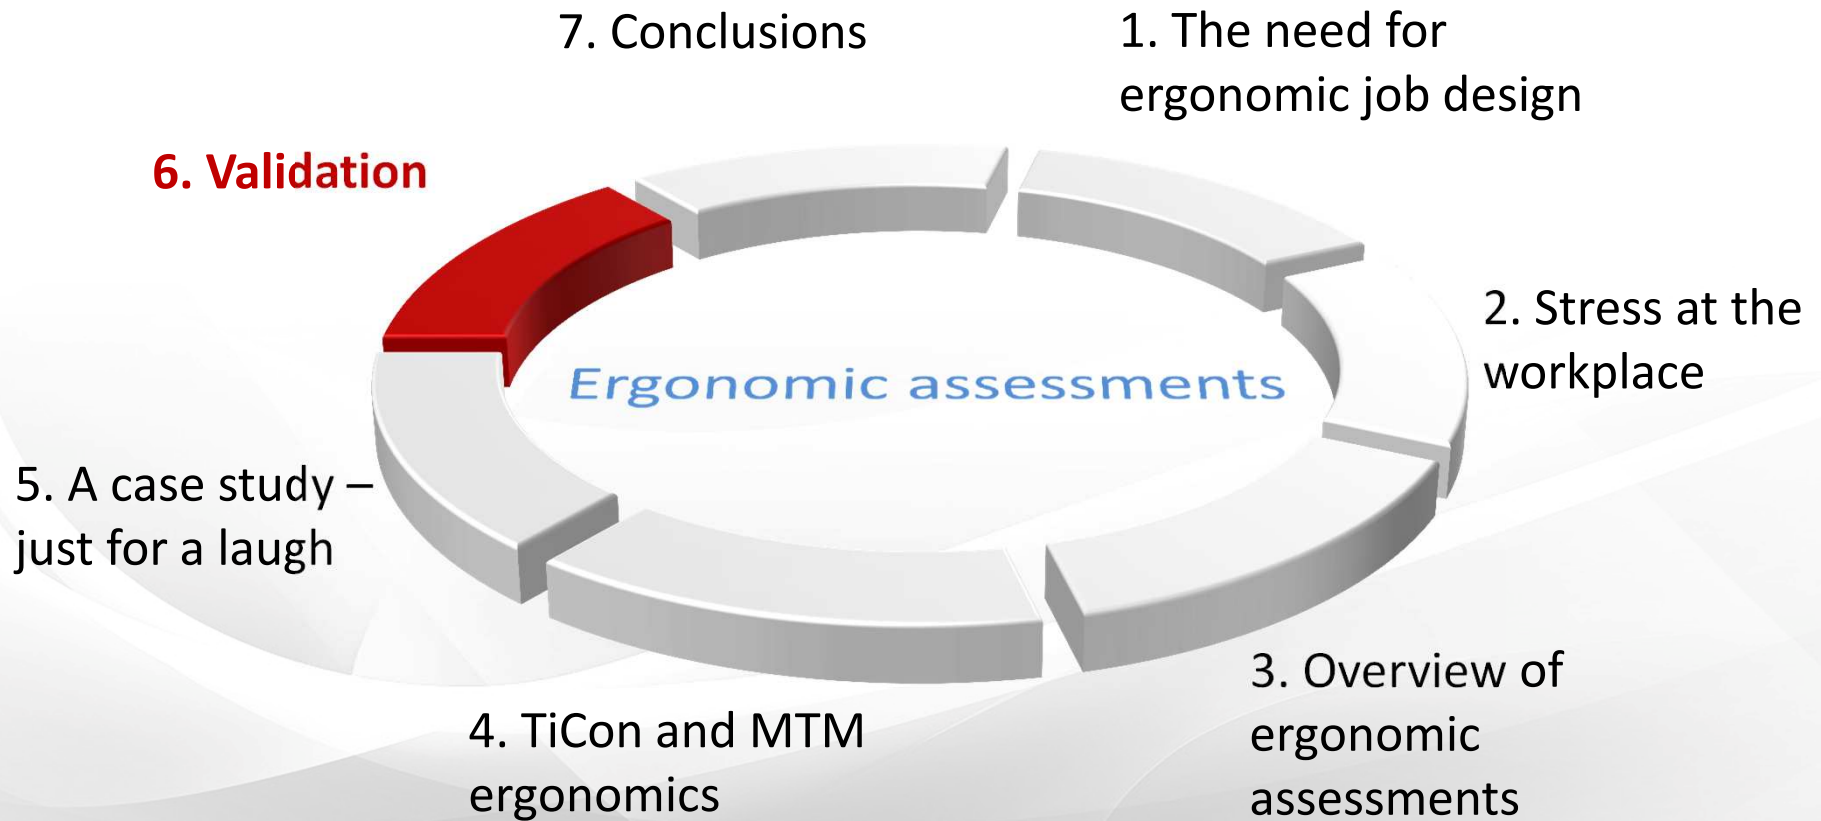 7. Conclusions
1. The need for
ergonomic job design
6. Validation
2. Stress at the
workplace
Ergonomic assessments
5. A case study –
just for a laugh
3. Overview of
ergonomic
assessments
4. TiCon and MTM
ergonomics